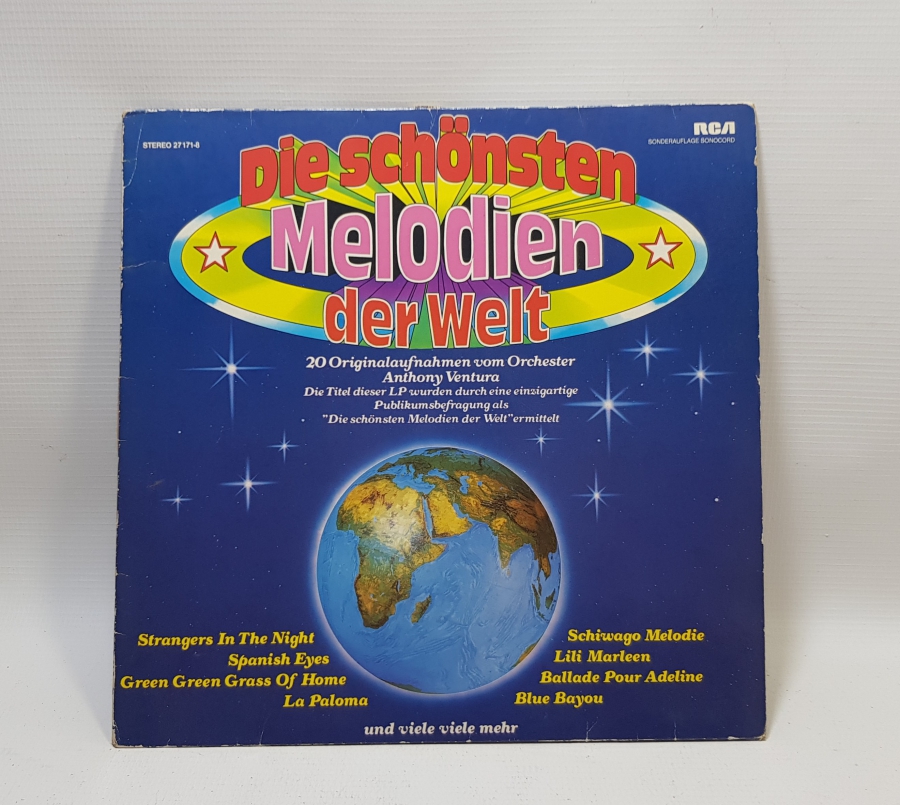 STEREO 27171-8
RCA
SONDERAUFLAGE SONOCORD
Die schönsten
Melodien
der Welt
20 Originalaufnahmen vom Orchester
Anthony Ventura
Die Titel dieser LP wurden durch eine einzigartige
Publikumsbefragung als
"Die schönsten Melodien der Welt"ermittelt
Strangers In The Night
Spanish Eyes
Green Green Grass Of Home
La Paloma
Schiwago Melodie
Lili Marleen
Ballade Pour Adeline
Blue Bayou
und viele viele mehr